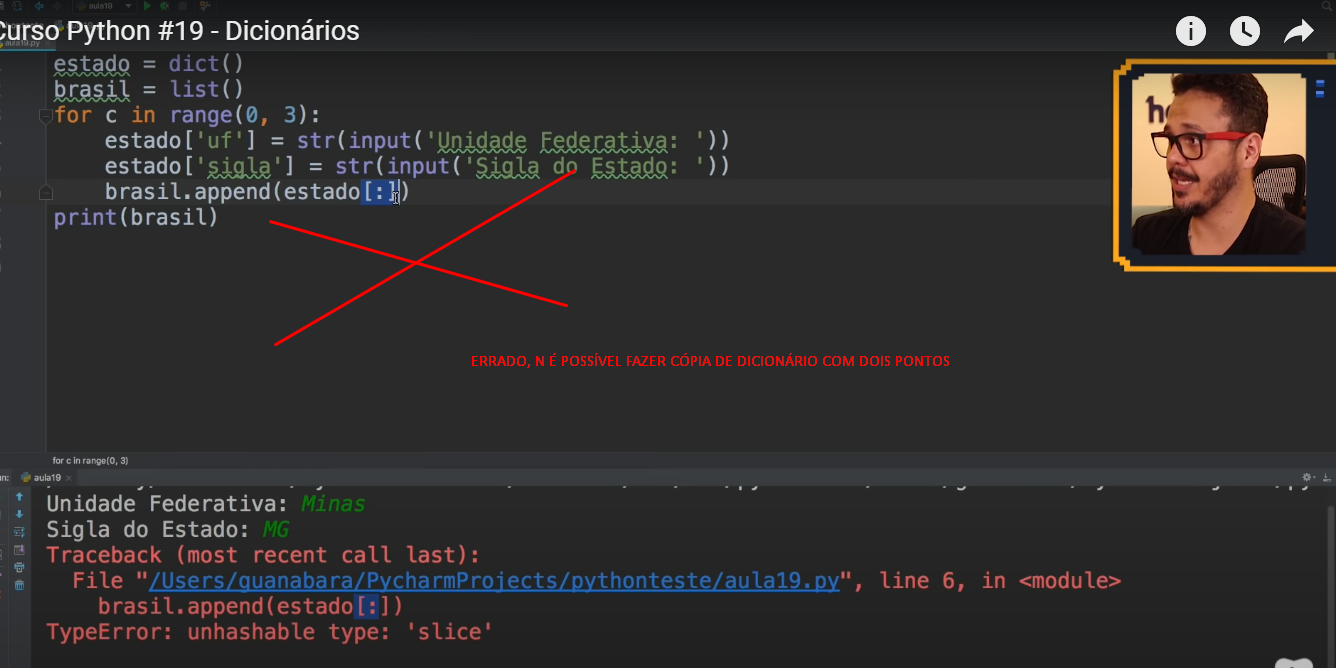 aula19
Curso Python #19 - Dicionários
aula19.py
estado = dict()
brasil = list()
for c in range(0, 3):
estado['uf'] = str(input('Unidade Federativa: '))
estado['sigla'] = str(input('Sigla do Estado: '))
brasil.append(estado[:])
print(brasil)
ERRADO, N É POSSÍVEL FAZER CÓPIA DE DICIONÁRIO COM DOIS PONTOS
for c in range(0, 3)
aula19
Unidade Federativa: Minas
Sigla do Estado: MG
Traceback (most recent call last):
File "/Users/guanabara/PycharmProjects/pythonteste/aula19.py", line 6, in <module>
brasil.append(estado[:])
TypeError: unhashable type: 'slice'